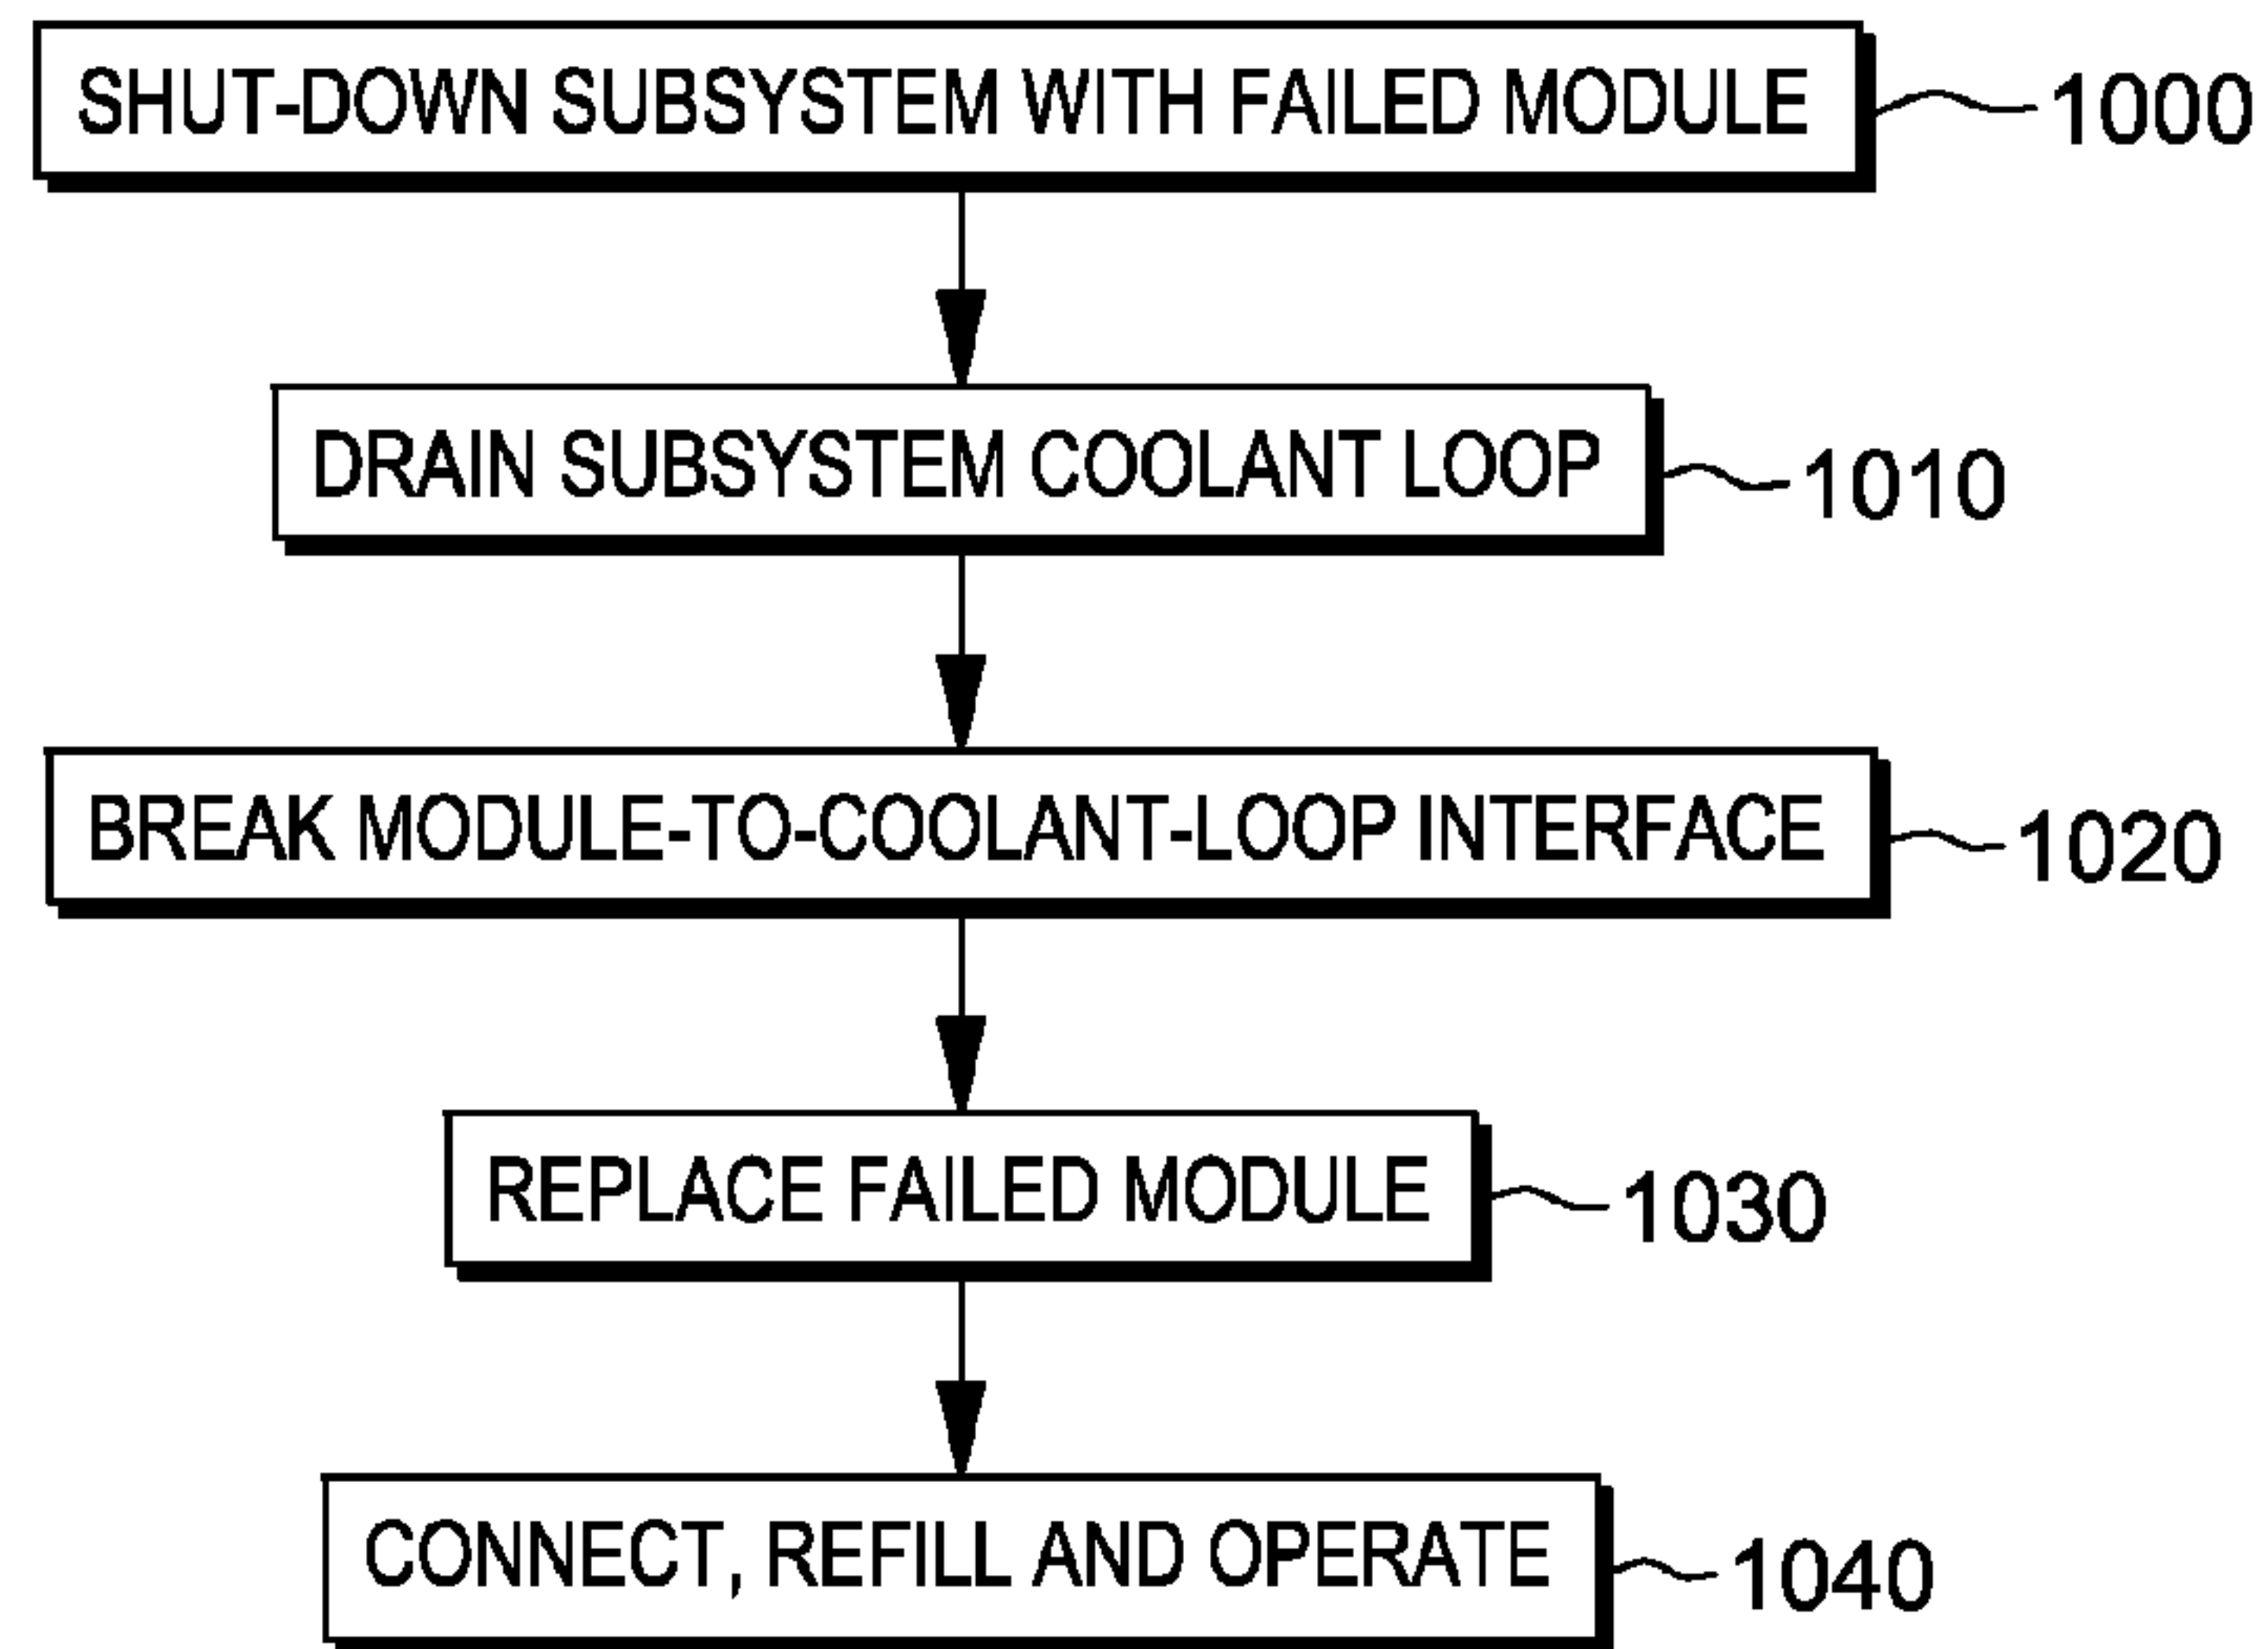 SHUT-DOWN SUBSYSTEM WITH FAILED MODULE 1000
DRAIN SUBSYSTEM COOLANT LOOP 1010
BREAK MODULE-TO-COOLANT-LOOP INTERFACE 1020
REPLACE FAILED MODULE 1030
CONNECT, REFILL AND OPERATE 1040